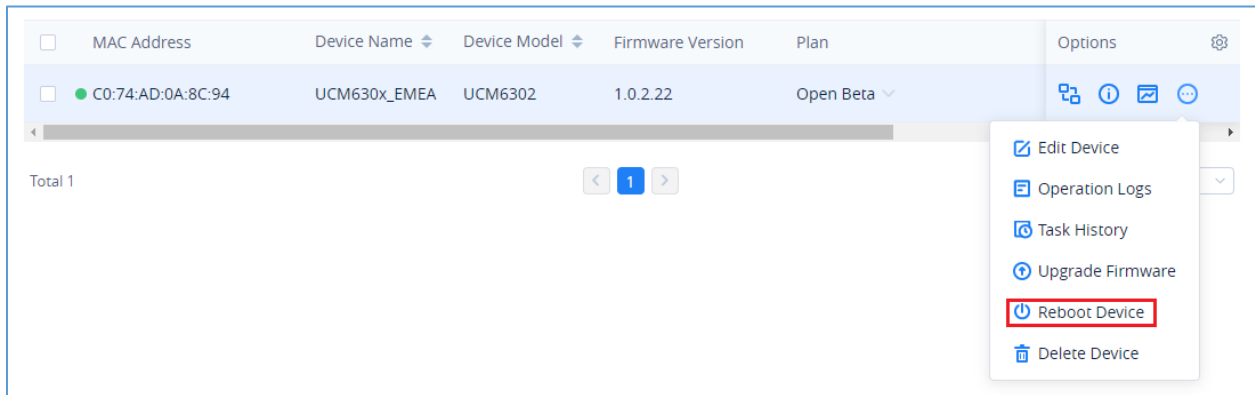 MAC Address Device Name Device Model Firmware Version Plan Options
C0:74:AD:0A:8C:94 UCM630x_EMEA UCM6302 1.0.2.22 Open Beta
Total 1 1
Edit Device
Operation Logs
Task History
Upgrade Firmware
Reboot Device
Delete Device